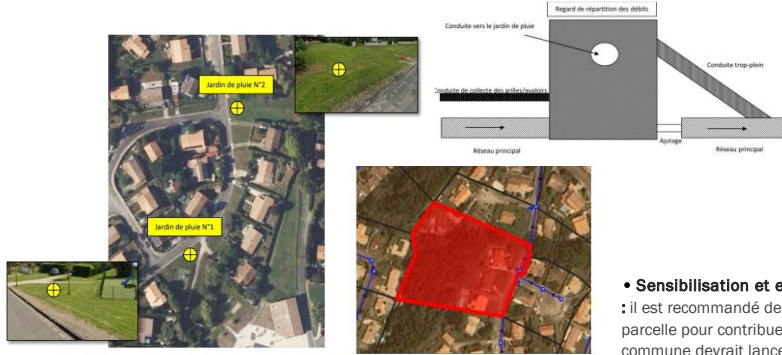 Regard de répartition des débits
Conduite vers le jardin de pluie
Conduite trop-plein
onduite de collecte des grilles/avaloirs
Ajutage
Réseau principal
Réseau principal
Jardin de pluie N°2
Jardin de pluie N°1
• Sensibilisation et e
: il est recommandé de
parcelle pour contribue
commune devrait lance